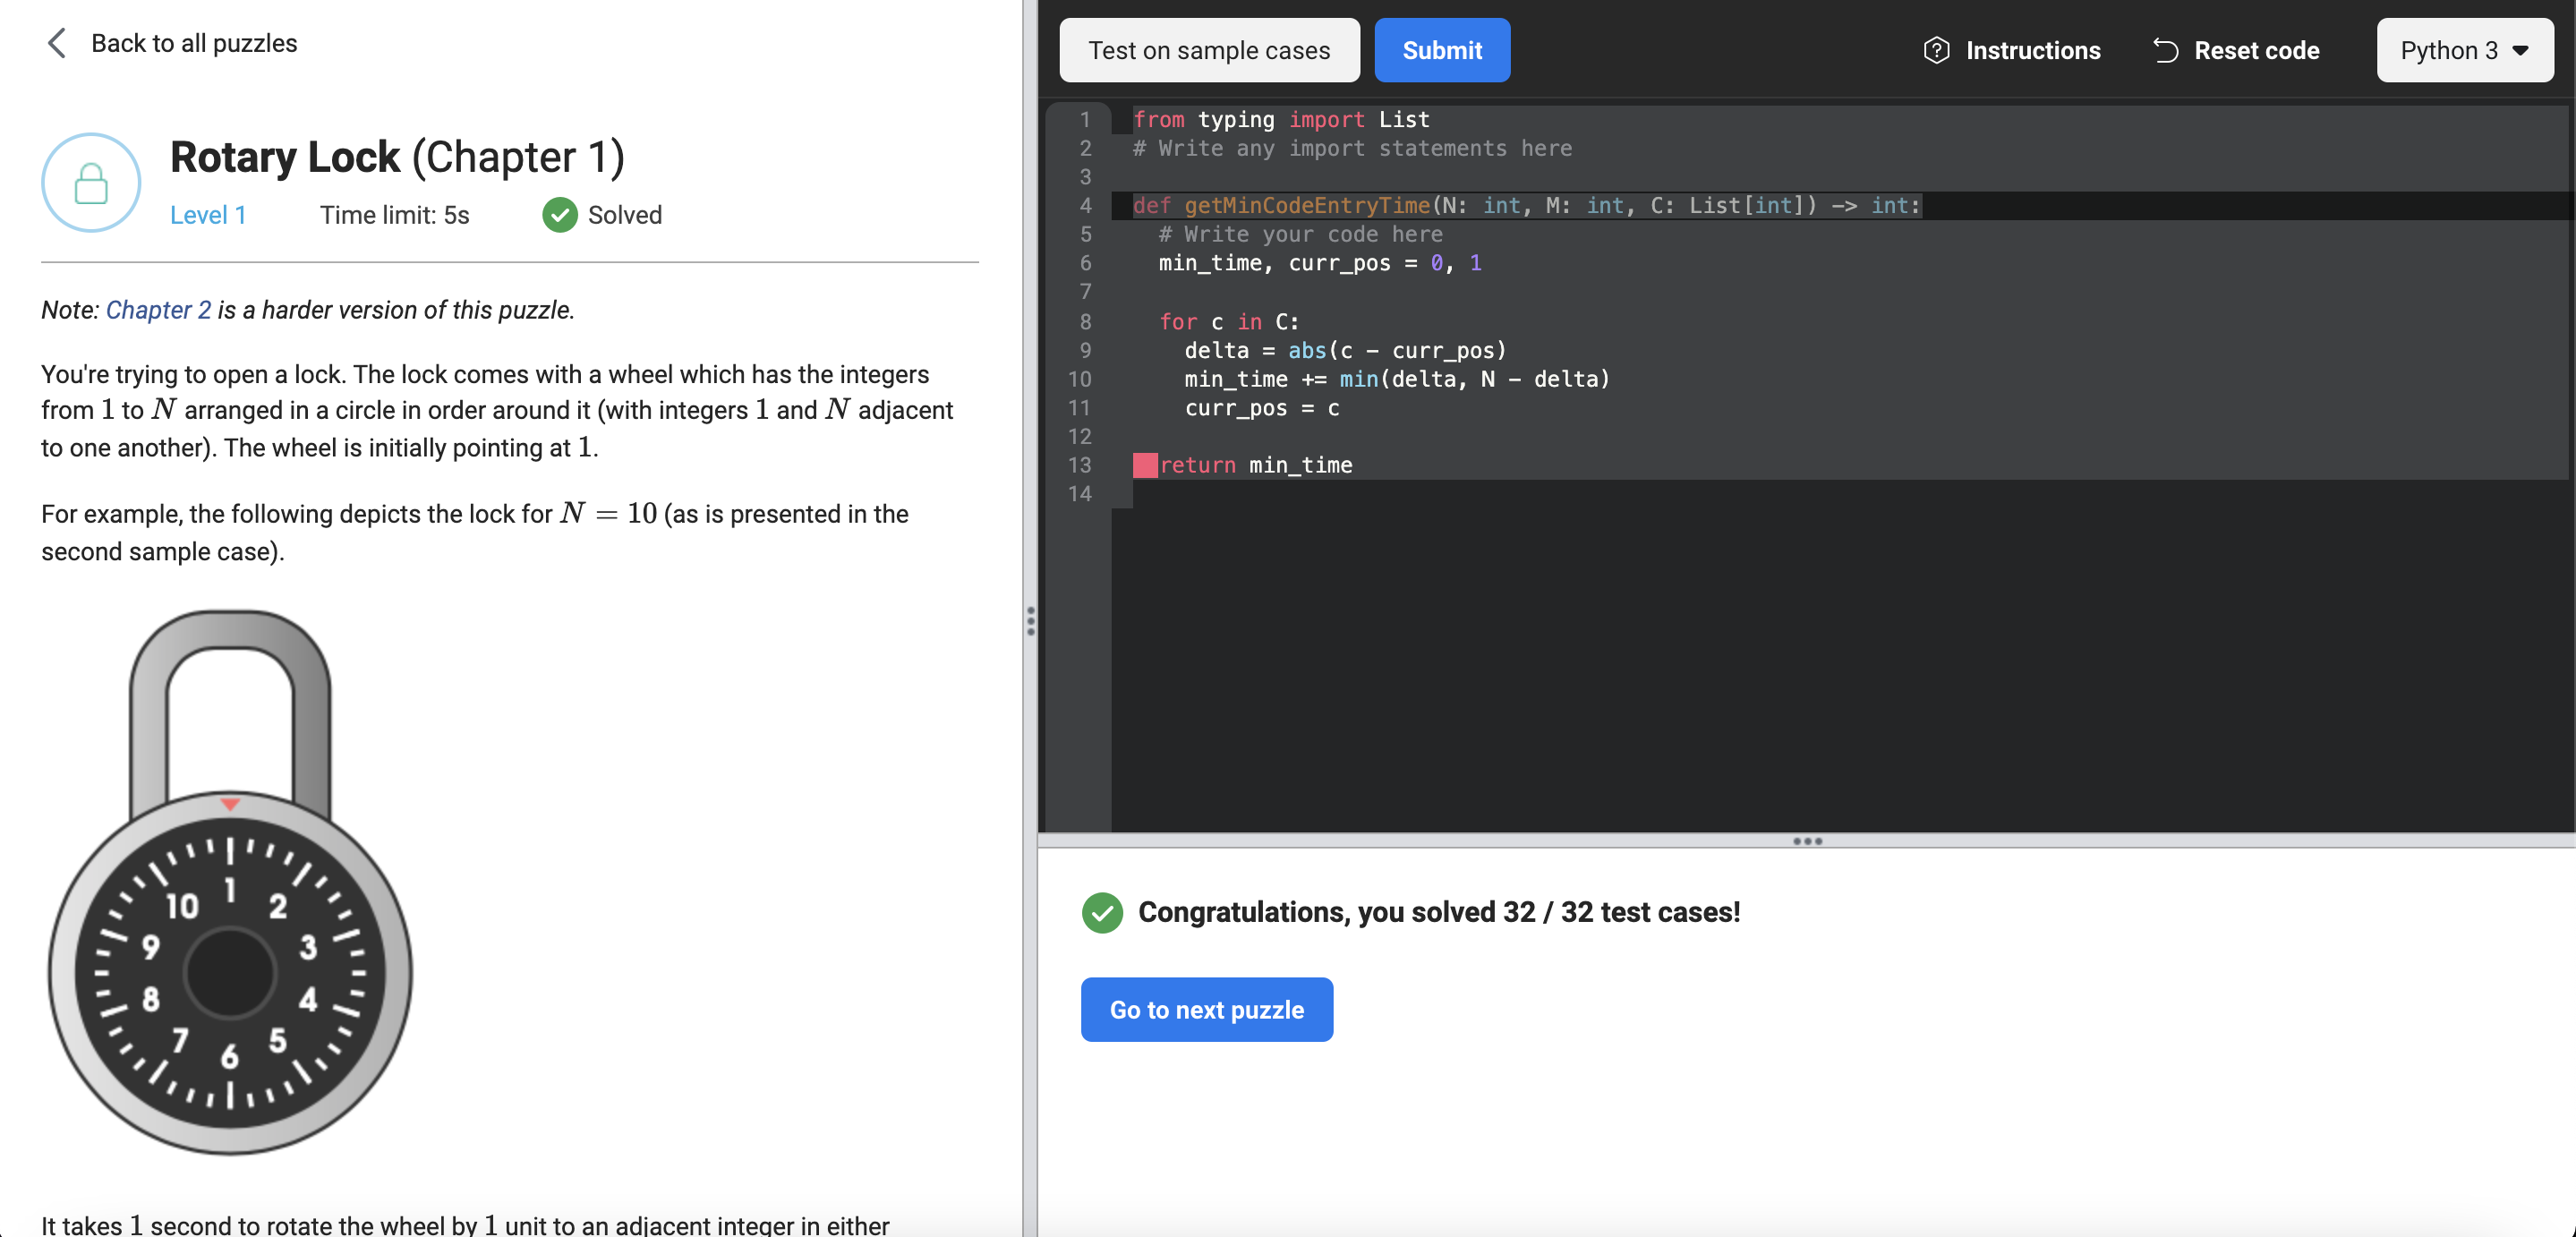 Back to all puzzles
Rotary Lock (Chapter 1)
Level 1 Time limit: 5s Solved
Note: Chapter 2 is a harder version of this puzzle.
You're trying to open a lock. The lock comes with a wheel which has the integers
from 1 to N arranged in a circle in order around it (with integers 1 and N adjacent
to one another). The wheel is initially pointing at 1.
For example, the following depicts the lock for N = 10 (as is presented in the
second sample case).
1
2
3
4
5
6
7
8
9
10
It takes 1 second to rotate the wheel by 1 unit to an adjacent integer in either
Test on sample cases Submit Instructions Reset code Python 3
1 from typing import List
2 # Write any import statements here
3
4 def getMinCodeEntryTime(N: int, M: int, C: List[int]) -> int:
5   # Write your code here
6   min_time, curr_pos = 0, 1
7
8   for c in C:
9     delta = abs(c - curr_pos)
10     min_time += min(delta, N - delta)
11     curr_pos = c
12
13   return min_time
14
Congratulations, you solved 32 / 32 test cases!
Go to next puzzle